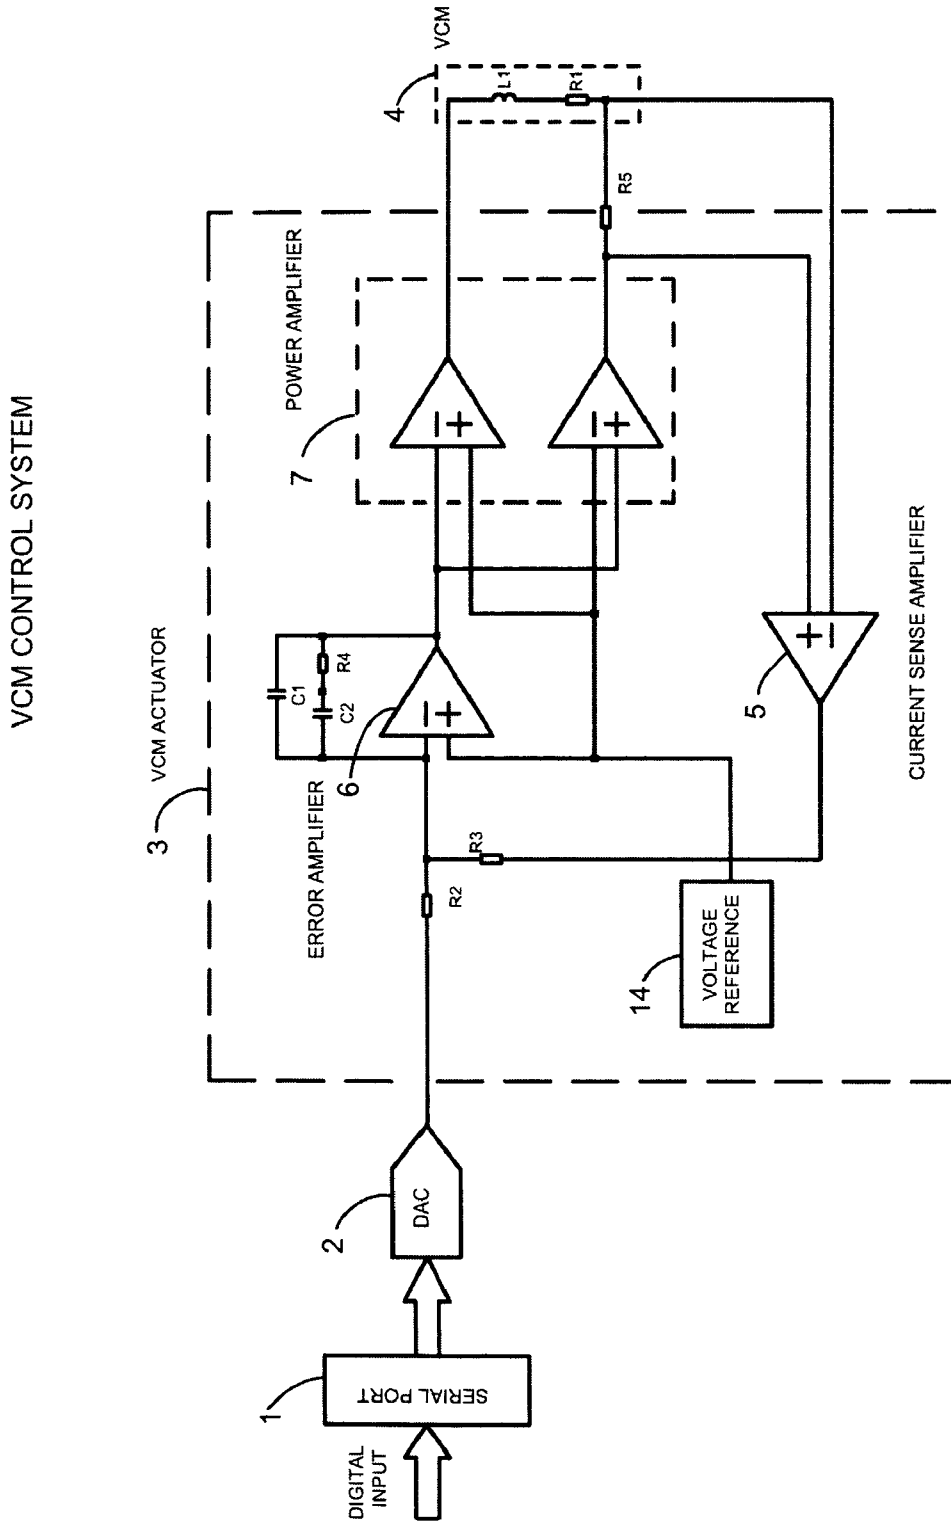 VCM CONTROL SYSTEM
3
VCM ACTUATOR
POWER AMPLIFIER
7
4
VCM
L1
R1
R5
C1
R4
C2
6
ERROR AMPLIFIER
R2
R3
5
CURRENT SENSE AMPLIFIER
14
VOLTAGE
REFERENCE
2
DAC
1
SERIAL PORT
DIGITAL
INPUT